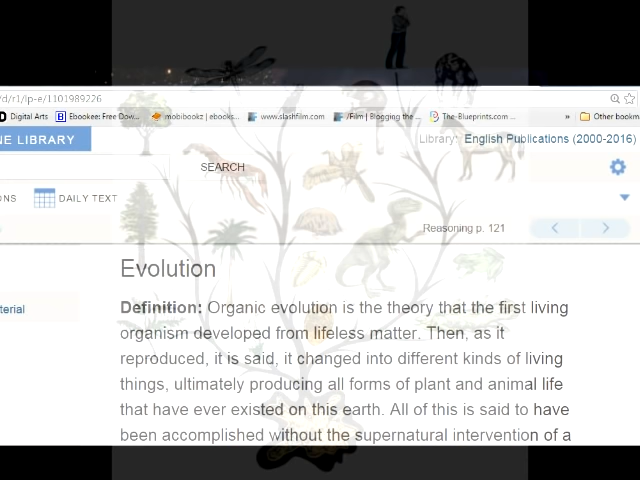 d/r1/lp-e/1101989226
Digital Arts
Ebookee: Free Dow...
mobibookz | ebooks...
www.slashfilm.com
/Film | Blogging the ...
The-Blueprints.com ...
»
Other bookm
NE LIBRARY
Library: English Publications (2000-2016)
SEARCH
ONS
DAILY TEXT
Reasoning p. 121
Evolution
terial
Definition: Organic evolution is the theory that the first living
organism developed from lifeless matter. Then, as it
reproduced, it is said, it changed into different kinds of living
things, ultimately producing all forms of plant and animal life
that have ever existed on this earth. All of this is said to have
been accomplished without the supernatural intervention of a